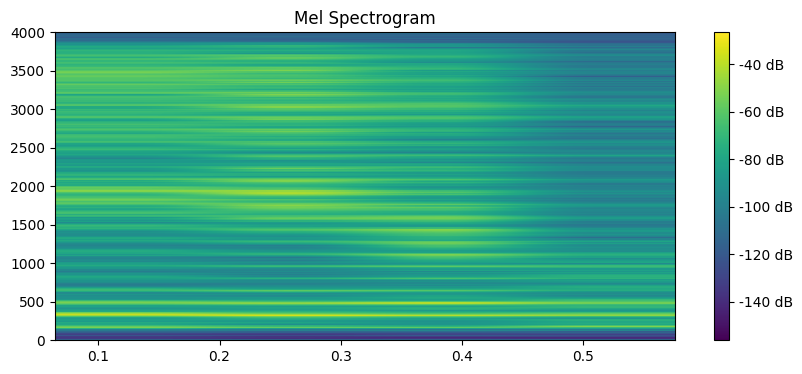 Mel Spectrogram
4000
3500
3000
2500
2000
1500
1000
500
0
0.1 0.2 0.3 0.4 0.5
-40 dB
-60 dB
-80 dB
-100 dB
-120 dB
-140 dB